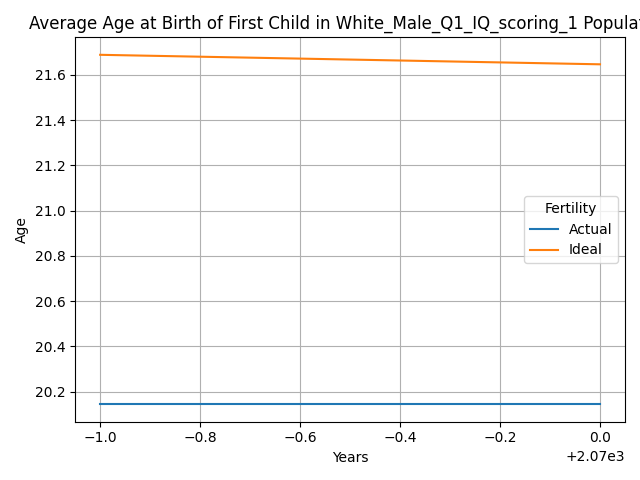 Average Age at Birth of First Child in White_Male_Q1_IQ_scoring_1 Popula
Age
21.6
21.4
21.2
21.0
20.8
20.6
20.4
20.2
Fertility
Actual
Ideal
−1.0 −0.8 −0.6 −0.4 −0.2 0.0
Years
+2.07e3